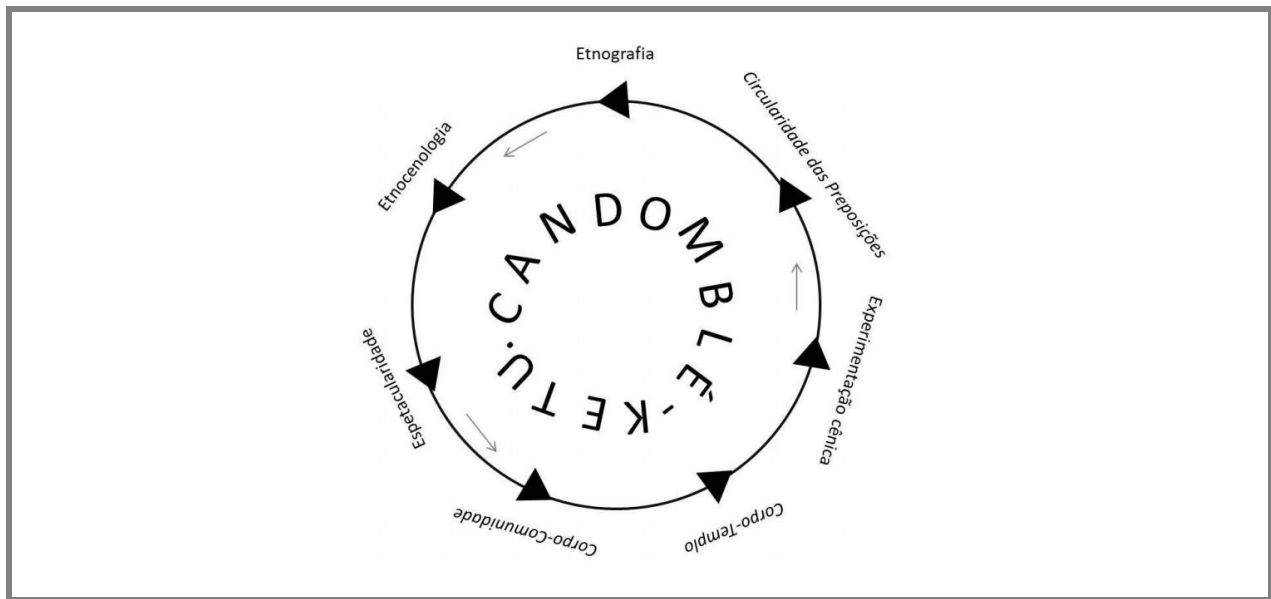 Etnografia
Circularidade das Preposições
Etnocenologia
CANDOMBLÉ-KETU.
Experimentação cênica
Espetacularidade
Corpo-Templo
Corpo-Comunidade